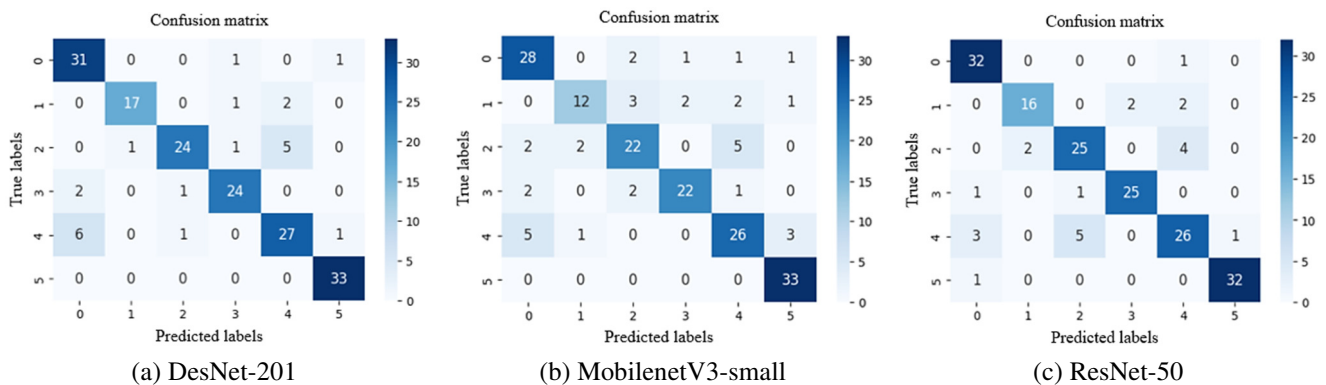 Confusion matrix
0 31 0 0 1 0 1
1 0 17 0 1 2 0
2 0 1 24 1 5 0
3 2 0 1 24 0 0
4 6 0 1 0 27 1
5 0 0 0 0 0 33
0 1 2 3 4 5
True labels
Predicted labels
30
25
20
15
10
5
0
(a) DesNet-201
Confusion matrix
0 28 0 2 1 1 1
1 0 12 3 2 2 1
2 2 2 22 0 5 0
3 2 0 2 22 1 0
4 5 1 0 0 26 3
5 0 0 0 0 0 33
0 1 2 3 4 5
True labels
Predicted labels
30
25
20
15
10
5
0
(b) MobilenetV3-small
Confusion matrix
0 32 0 0 0 1 0
1 0 16 0 2 2 0
2 0 2 25 0 4 0
3 1 0 1 25 0 0
4 3 0 5 0 26 1
5 1 0 0 0 0 32
0 1 2 3 4 5
True labels
Predicted labels
30
25
20
15
10
5
0
(c) ResNet-50